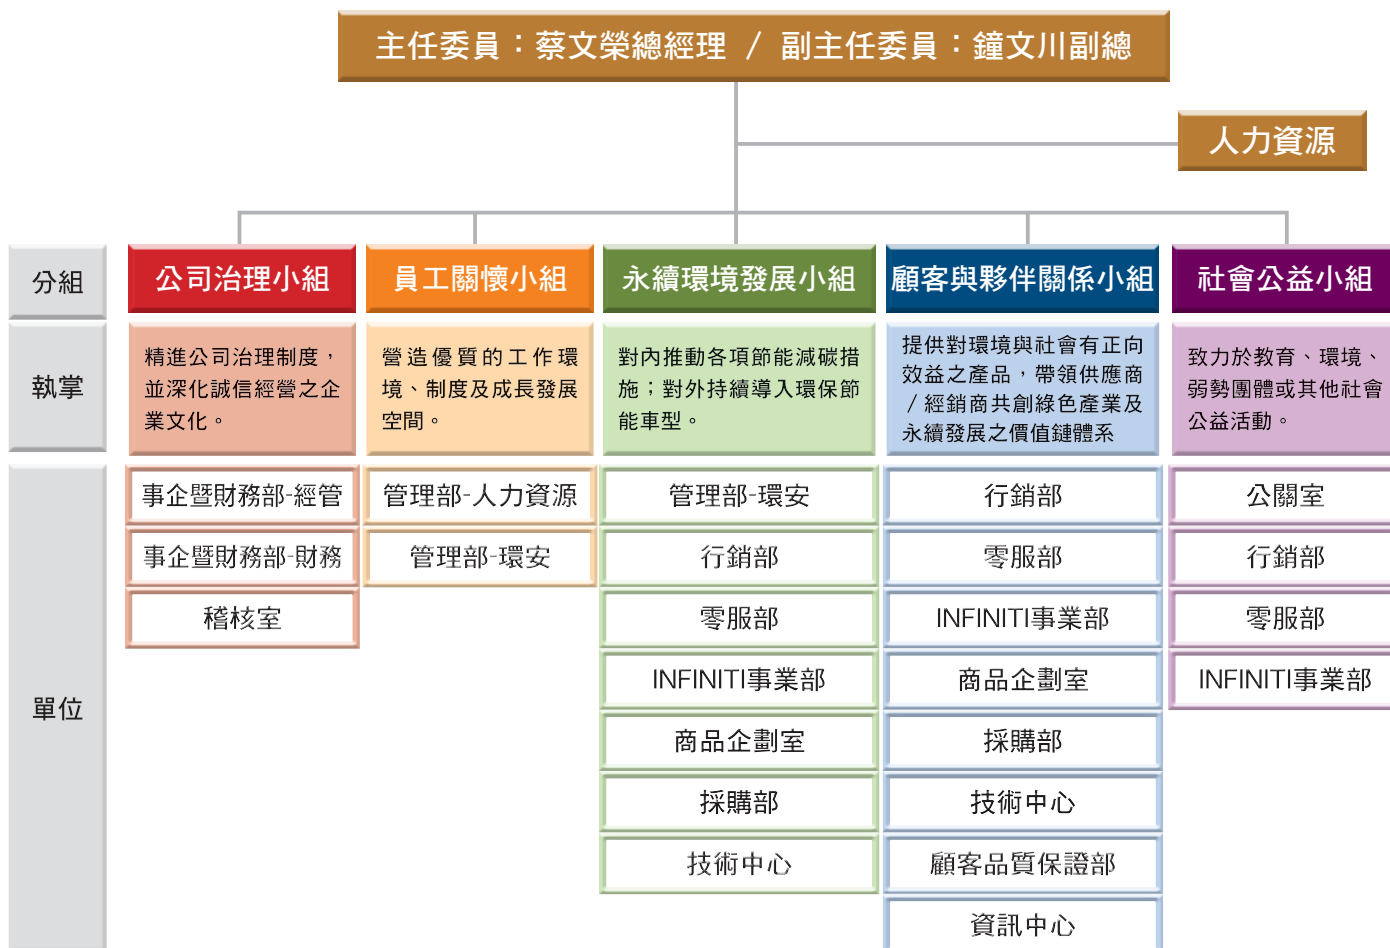 主任委員：蔡文榮總經理 / 副主任委員：鐘文川副總
人力資源
分組
公司治理小組
員工關懷小組
永續環境發展小組
顧客與夥伴關係小組
社會公益小組
執掌
精進公司治理制度，
並深化誠信經營之企
業文化。
營造優質的工作環
境、制度及成長發展
空間。
對內推動各項節能減碳措
施；對外持續導入環保節
能車型。
提供對環境與社會有正向
效益之產品，帶領供應商
/經銷商共創綠色產業及
永續發展之價值鏈體系
致力於教育、環境、
弱勢團體或其他社會
公益活動。
單位
事企暨財務部-經管
事企暨財務部-財務
稽核室
管理部-人力資源
管理部-環安
管理部-環安
行銷部
零服部
INFINITI事業部
商品企劃室
採購部
技術中心
行銷部
零服部
INFINITI事業部
商品企劃室
採購部
技術中心
顧客品質保證部
資訊中心
公關室
行銷部
零服部
INFINITI事業部